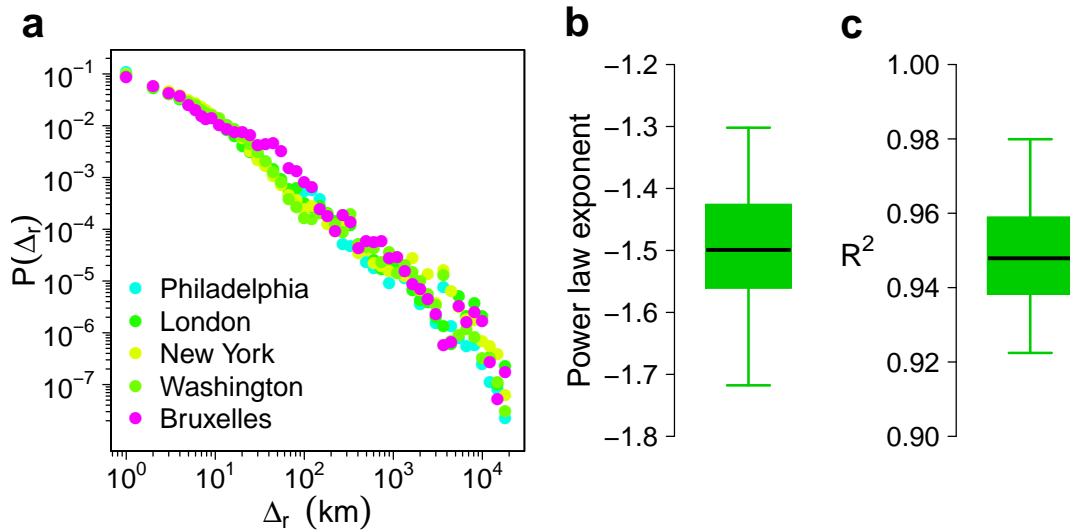 a
P(Δr)
10^−1
10^−2
10^−3
10^−4
10^−5
10^−6
10^−7
Philadelphia
London
New York
Washington
Bruxelles
10^0 10^1 10^2 10^3 10^4
Δr (km)
b
Power law exponent
−1.2
−1.3
−1.4
−1.5
−1.6
−1.7
−1.8
c
R^2
1.00
0.98
0.96
0.94
0.92
0.90